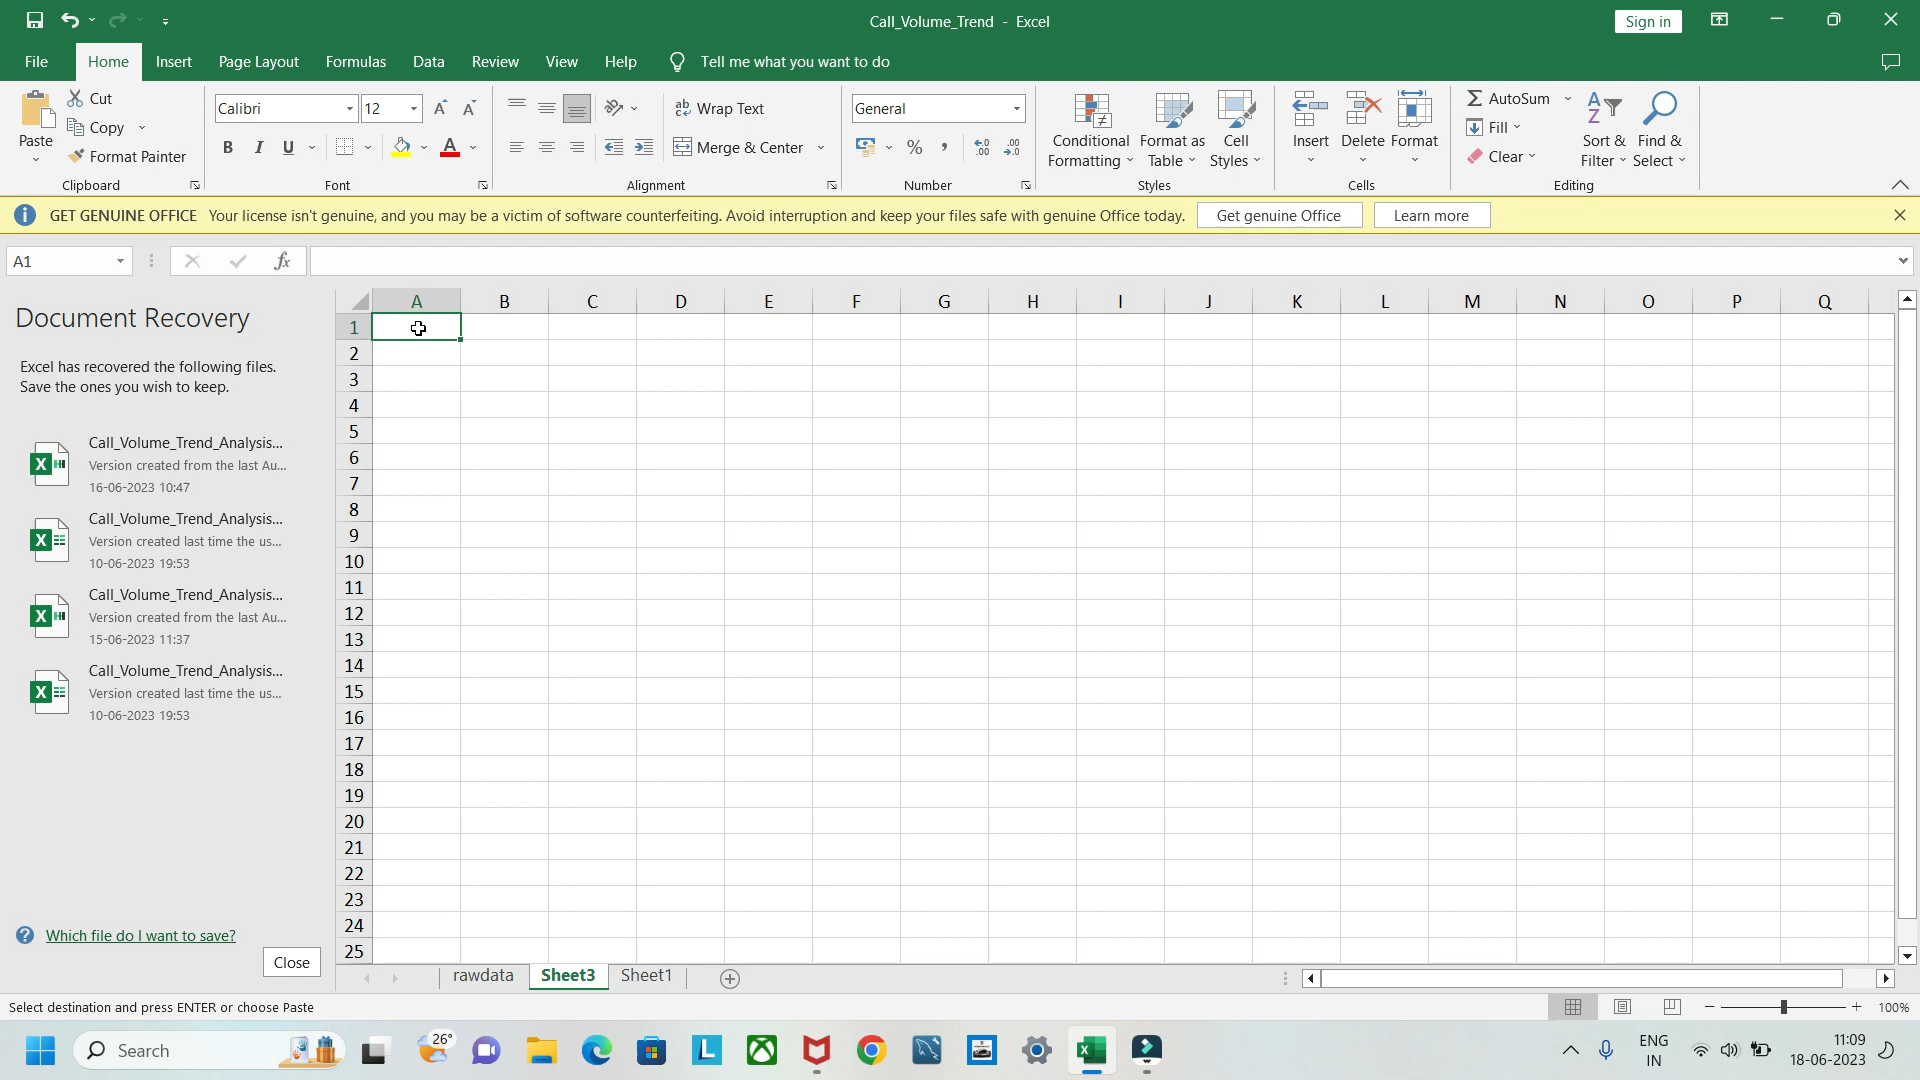 Call_Volume_Trend - Excel
Sign in
File Home Insert Page Layout Formulas Data Review View Help Tell me what you want to do
Paste
Cut
Copy
Format Painter
Clipboard
Calibri 12
B I U A
Font
Wrap Text
Merge & Center
Alignment
General
% ,
Number
Conditional Formatting
Format as Table
Cell Styles
Styles
Insert Delete Format
Cells
AutoSum
Fill
Clear
Sort & Filter
Find & Select
Editing
GET GENUINE OFFICE Your license isn't genuine, and you may be a victim of software counterfeiting. Avoid interruption and keep your files safe with genuine Office today. Get genuine Office Learn more
A1 fx
Document Recovery
Excel has recovered the following files.
Save the ones you wish to keep.
Call_Volume_Trend_Analysis...
Version created from the last Au...
16-06-2023 10:47
Call_Volume_Trend_Analysis...
Version created last time the us...
10-06-2023 19:53
Call_Volume_Trend_Analysis...
Version created from the last Au...
15-06-2023 11:37
Call_Volume_Trend_Analysis...
Version created last time the us...
10-06-2023 19:53
Which file do I want to save?
Close
A B C D E F G H I J K L M N O P Q
1
2
3
4
5
6
7
8
9
10
11
12
13
14
15
16
17
18
19
20
21
22
23
24
25
rawdata Sheet3 Sheet1
Select destination and press ENTER or choose Paste
100%
Search
26°
ENG
IN
11:09
18-06-2023